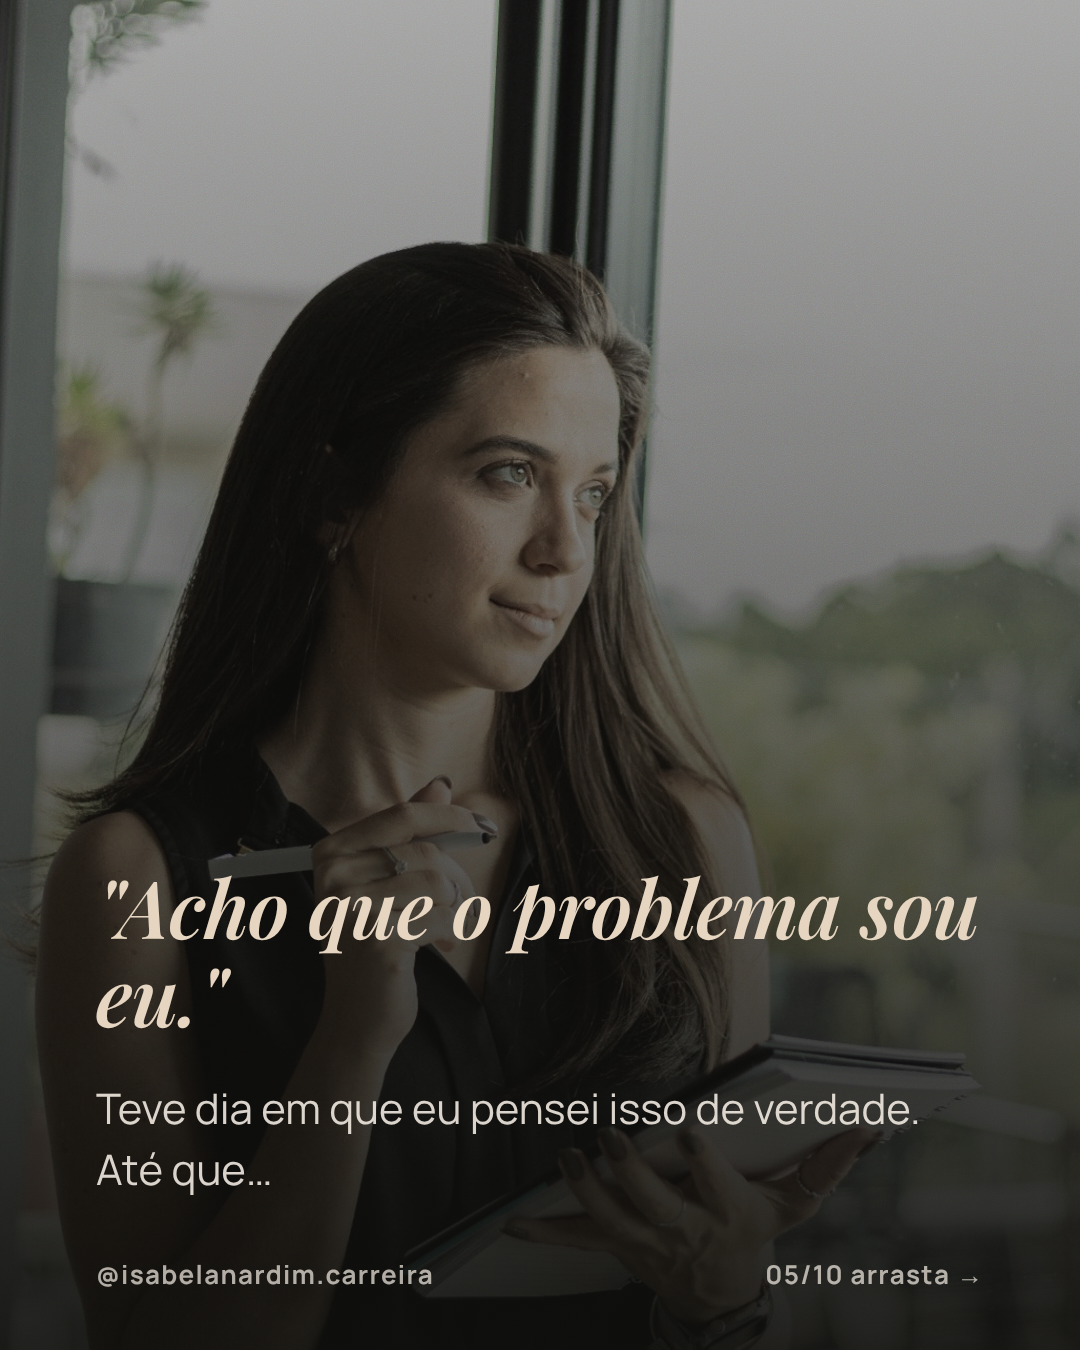 "Acho que o problema sou
eu."
Teve dia em que eu pensei isso de verdade.
Até que...
@isabelanardim.carreira
05/10 arrasta →